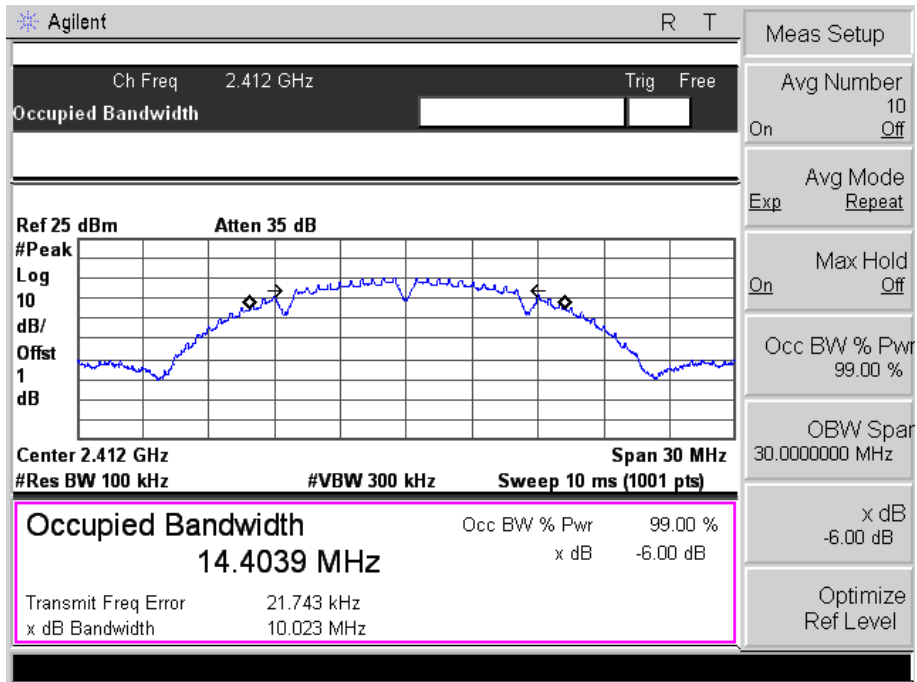 Agilent R T
Ch Freq 2.412 GHz Trig Free
Occupied Bandwidth
Ref 25 dBm Atten 35 dB
#Peak
Log
10
dB/
Offst
1
dB
Center 2.412 GHz Span 30 MHz
#Res BW 100 kHz #VBW 300 kHz Sweep 10 ms (1001 pts)
Occupied Bandwidth
14.4039 MHz
Occ BW % Pwr 99.00 %
x dB -6.00 dB
Transmit Freq Error 21.743 kHz
x dB Bandwidth 10.023 MHz
Meas Setup
Avg Number
10
On Off
Avg Mode
Exp Repeat
Max Hold
On Off
Occ BW % Pwr
99.00 %
OBW Span
30.0000000 MHz
x dB
-6.00 dB
Optimize
Ref Level